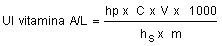 UI vitamina A/L = hp x C x V x 1000
hs x m